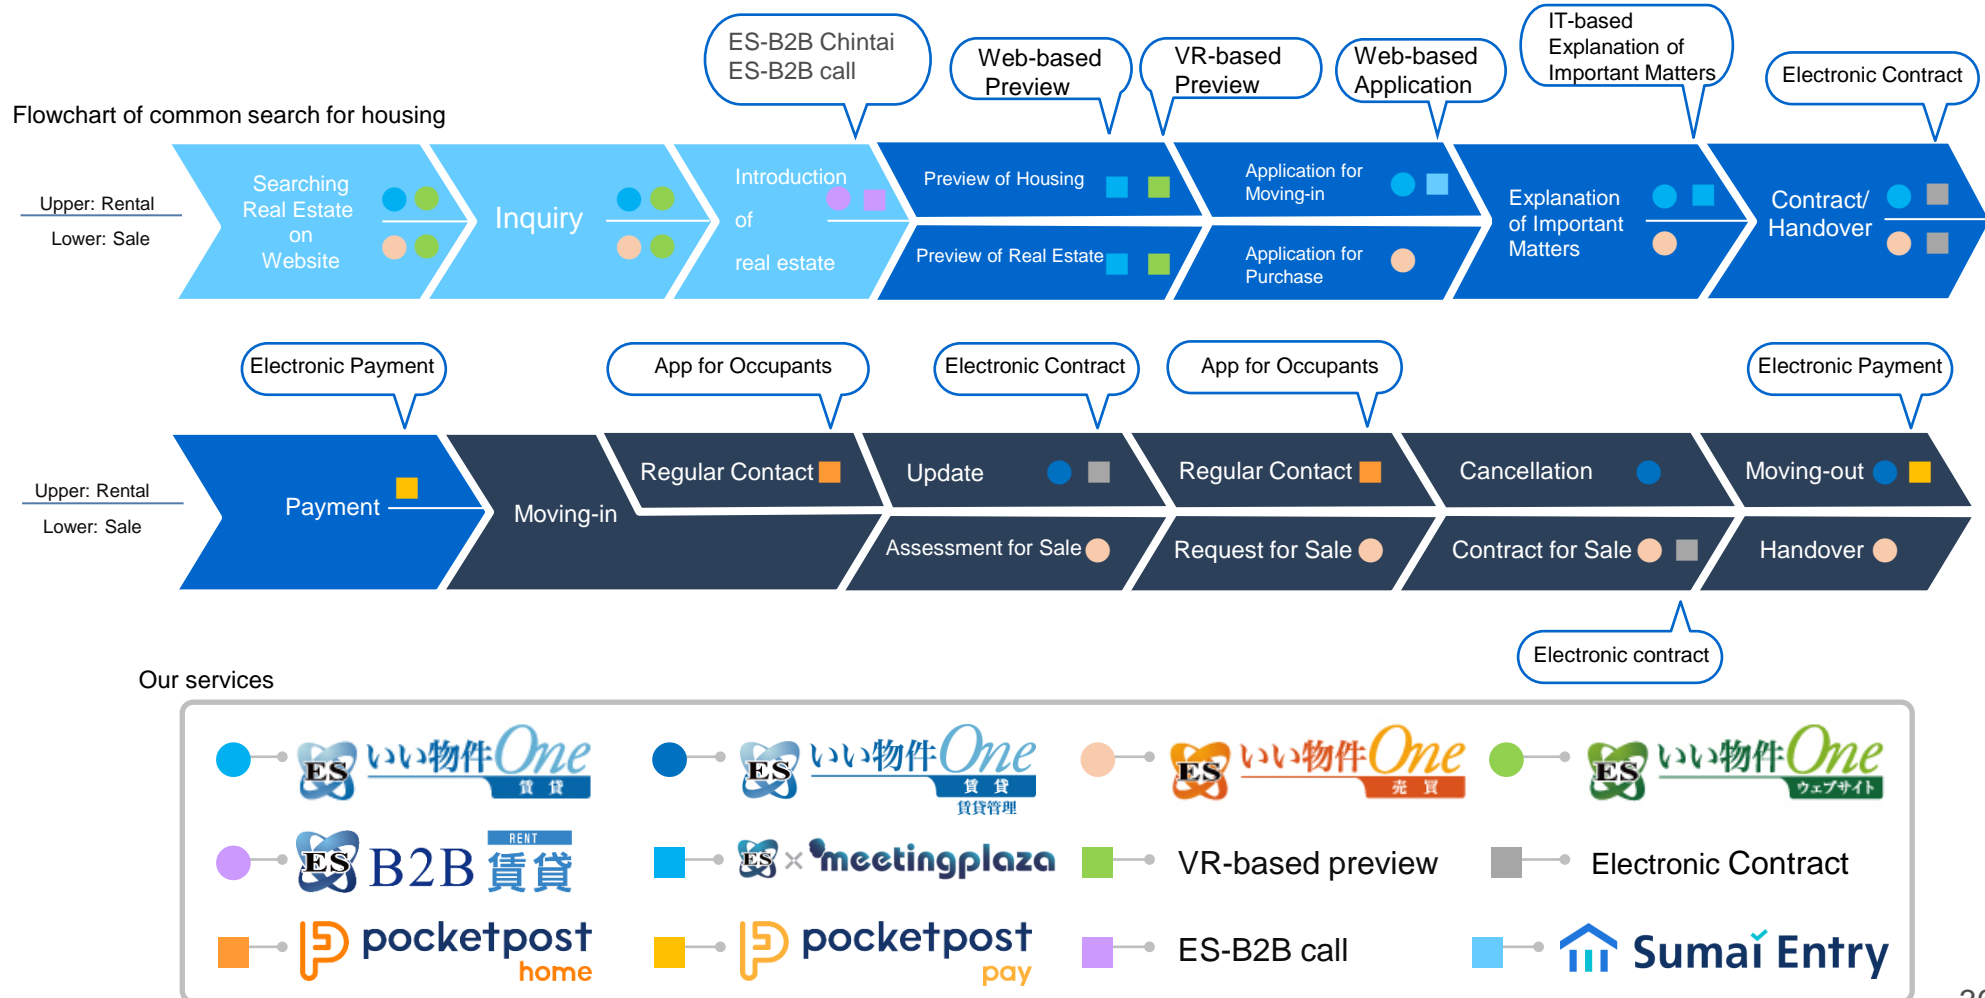 ES-B2B Chintai
ES-B2B call
Web-based
Preview
VR-based
Preview
Web-based
Application
IT-based
Explanation of
Important Matters
Electronic Contract
Flowchart of common search for housing
Upper: Rental
Lower: Sale
Searching
Real Estate
on
Website
Inquiry
Introduction
of
real estate
Preview of Housing
Preview of Real Estate
Application for
Moving-in
Application for
Purchase
Explanation
of Important
Matters
Contract/
Handover
Electronic Payment
App for Occupants
Electronic Contract
App for Occupants
Electronic Payment
Upper: Rental
Lower: Sale
Payment
Moving-in
Regular Contact
Update
Regular Contact
Cancellation
Moving-out
Assessment for Sale
Request for Sale
Contract for Sale
Handover
Electronic contract
Our services
ES いい物件One
賃貸
ES いい物件One
賃貸
賃貸管理
ES いい物件One
売買
ES いい物件One
ウェブサイト
ES B2B RENT 賃貸
ES × meetingplaza
VR-based preview
Electronic Contract
pocketpost
home
pocketpost
pay
ES-B2B call
Sumai Entry